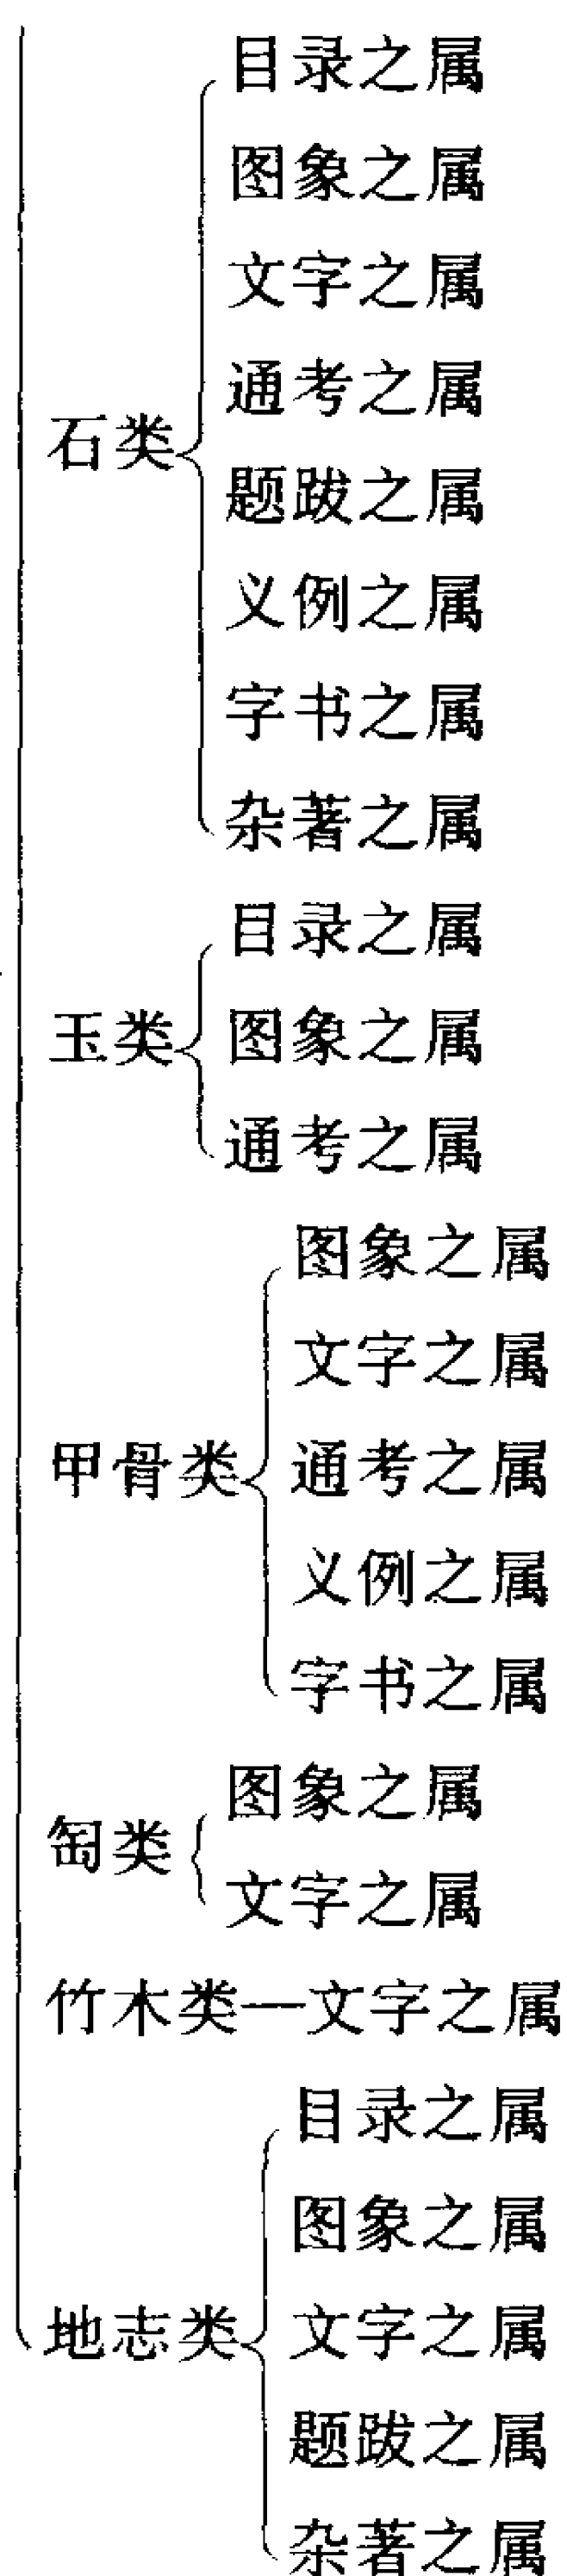 石类
目录之属
图象之属
文字之属
通考之属
题跋之属
义例之属
字书之属
杂著之属
玉类
目录之属
图象之属
通考之属
甲骨类
图象之属
文字之属
通考之属
义例之属
字书之属
匋类
图象之属
文字之属
竹木类—文字之属
地志类
目录之属
图象之属
文字之属
题跋之属
杂著之属